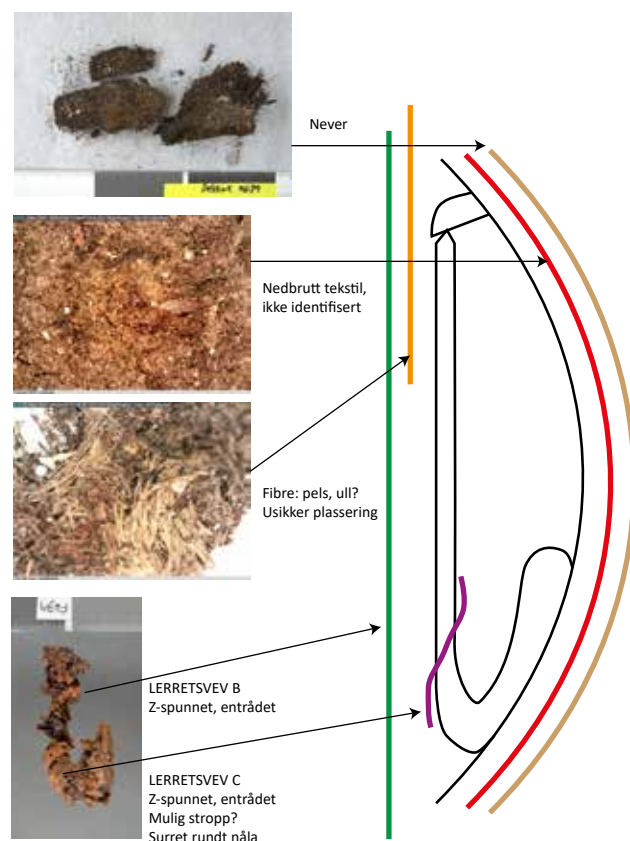 Never
Nedbrutt tekstil,
ikke identifisert
Fibre: pels, ull?
Usikker plassering
LERRETSVEV B
Z-spunnet, entrådet
LERRETSVEV C
Z-spunnet, entrådet
Mulig stropp?
Surret rundt nåla